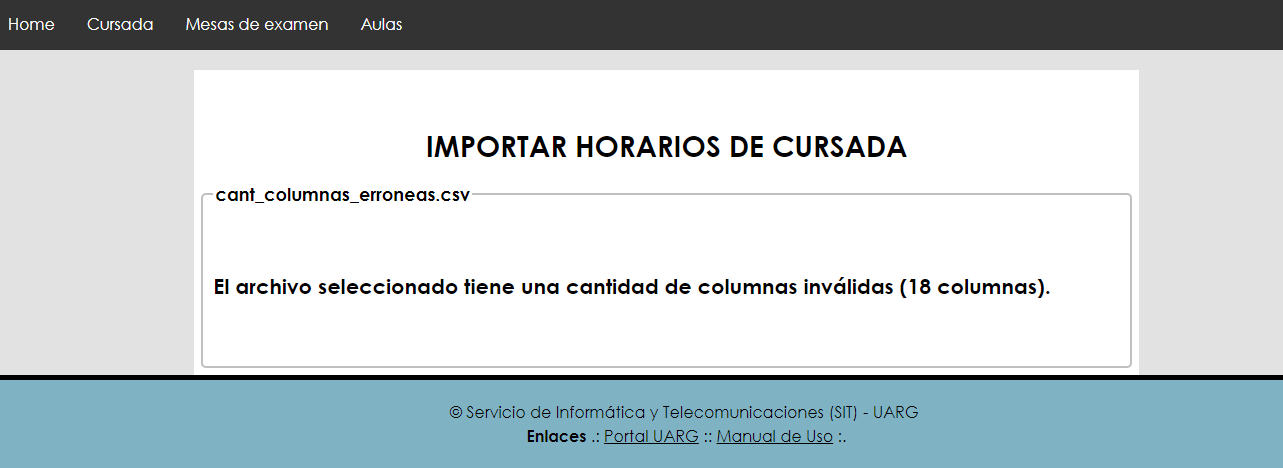 Home Cursada Mesas de examen Aulas
IMPORTAR HORARIOS DE CURSADA
cant_columnas_erroneas.csv
El archivo seleccionado tiene una cantidad de columnas inválidas (18 columnas).
© Servicio de Informática y Telecomunicaciones (SIT) - UARG
Enlaces .: Portal UARG :: Manual de Uso :.